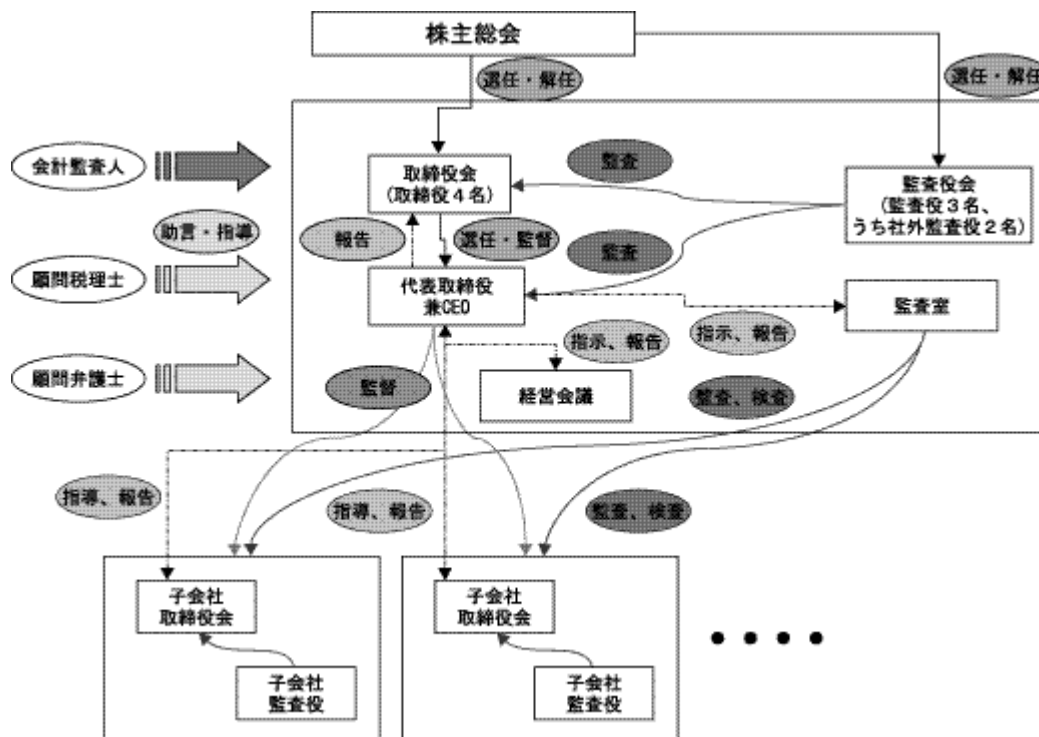 株主総会
選任・解任
選任・解任
会計監査人
取締役会
(取締役4名)
監査
監査役会
(監査役3名、
うち社外監査役2名)
助言・指導
報告
選任・監督
監査
顧問税理士
代表取締役
兼CEO
監査室
指示、報告
指示、報告
顧問弁護士
監督
経営会議
監査、検査
指導、報告
指導、報告
監査、検査
子会社
取締役会
子会社
取締役会
子会社
監査役
子会社
監査役